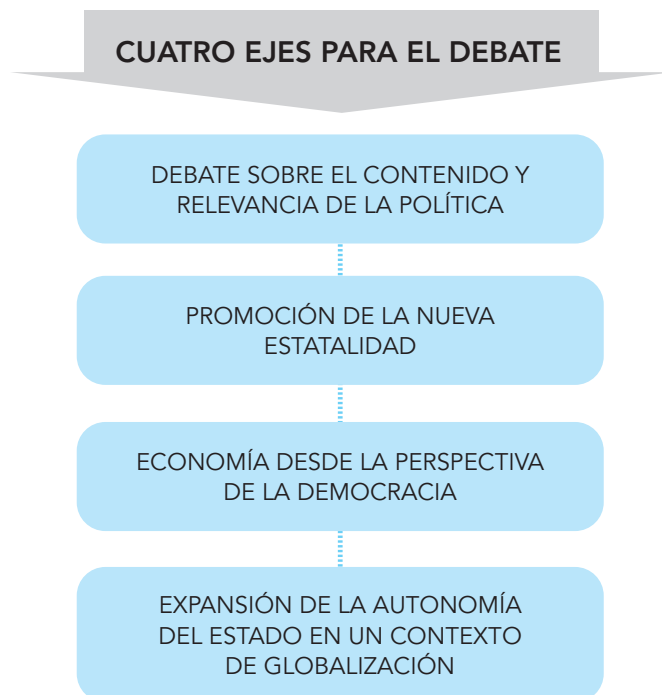 CUATRO EJES PARA EL DEBATE
DEBATE SOBRE EL CONTENIDO Y
RELEVANCIA DE LA POLÍTICA
PROMOCIÓN DE LA NUEVA
ESTATALIDAD
ECONOMÍA DESDE LA PERSPECTIVA
DE LA DEMOCRACIA
EXPANSIÓN DE LA AUTONOMÍA
DEL ESTADO EN UN CONTEXTO
DE GLOBALIZACIÓN